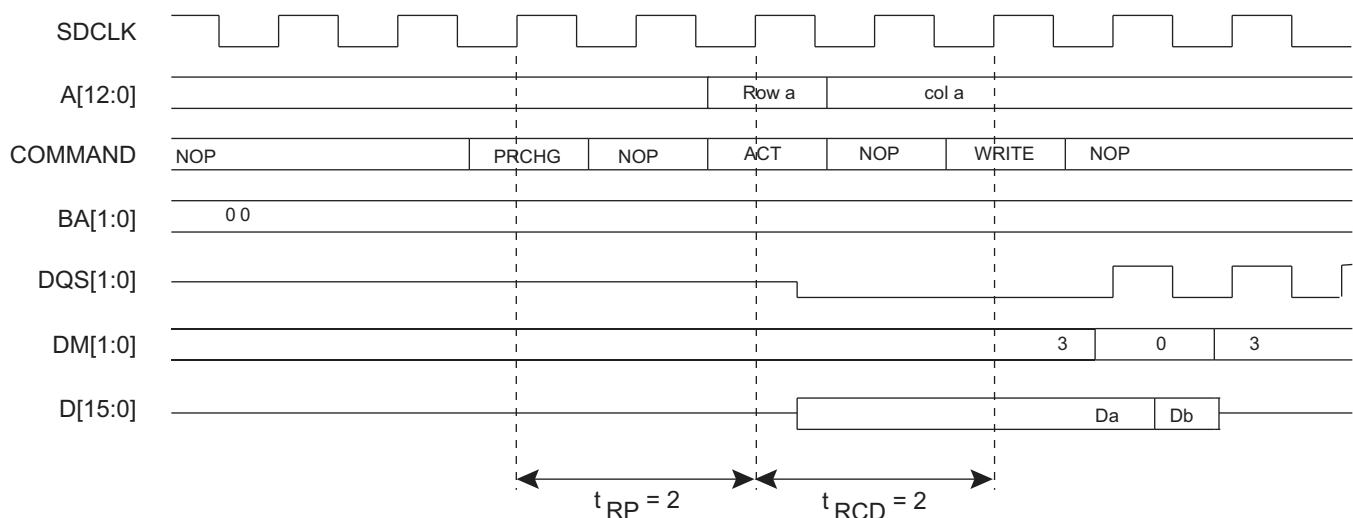 SDCLK
A[12:0] Row a col a
COMMAND NOP PRCHG NOP ACT NOP WRITE NOP
BA[1:0] 0 0
DQS[1:0]
DM[1:0] 3 0 3
D[15:0] Da Db
t RP = 2 t RCD = 2